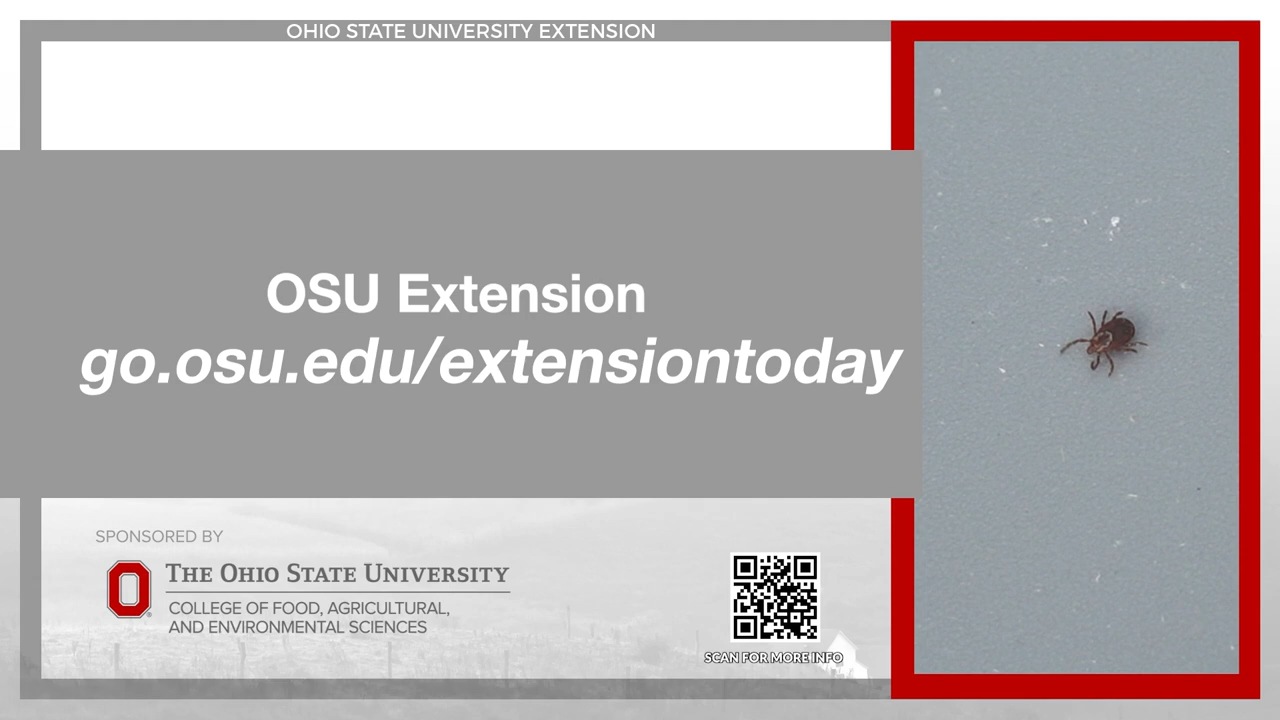 OHIO STATE UNIVERSITY EXTENSION
OSU Extension
go.osu.edu/extensiontoday
SPONSORED BY
THE OHIO STATE UNIVERSITY
COLLEGE OF FOOD, AGRICULTURAL,
AND ENVIRONMENTAL SCIENCES
SCAN FOR MORE INFO